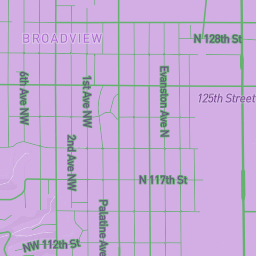 BROADVIEW
N 128th St
6th Ave NW
1st Ave NW
Evanston Ave N
125th Street
2nd Ave NW
N 117th St
Palatine Ave
NW 112th St